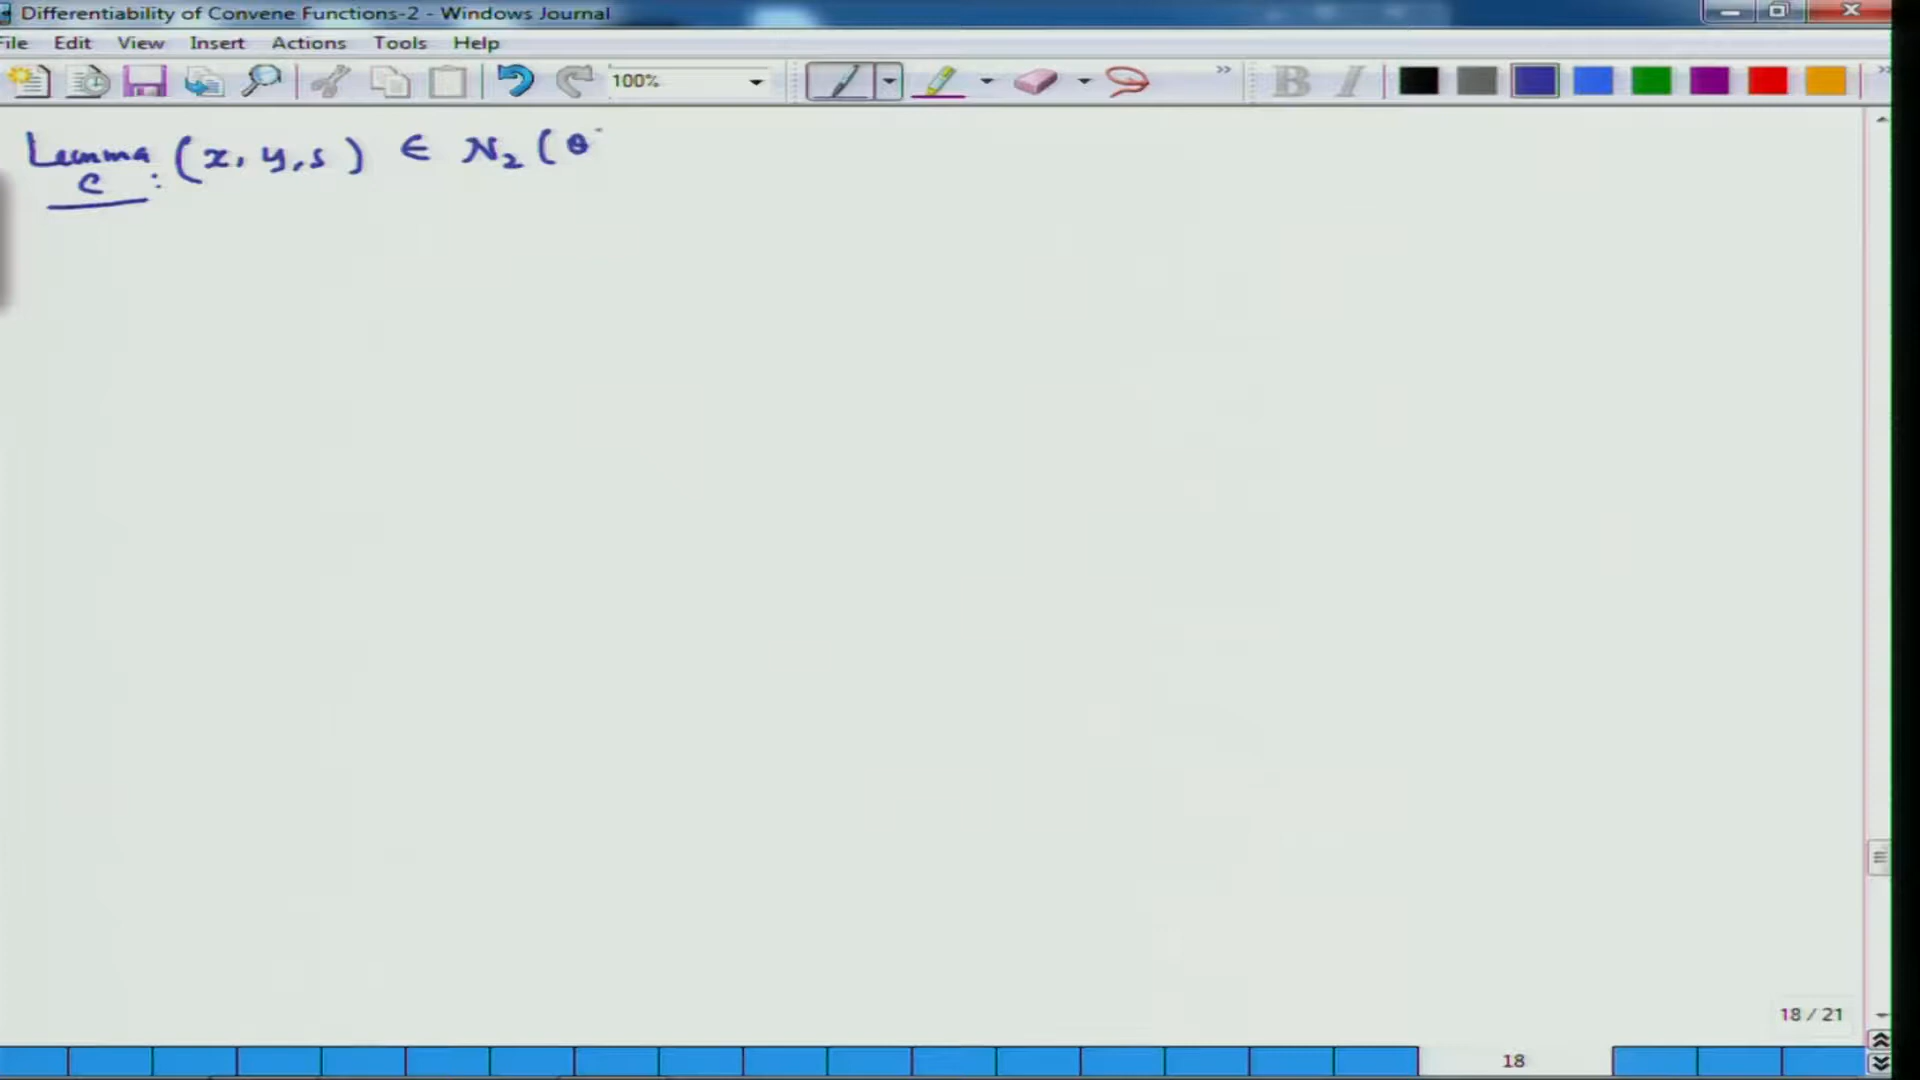 Differentiability of Convene Functions-2 - Windows Journal
File Edit View Insert Actions Tools Help
100%
B I
Lemma (x, y, s) ∈ N₂ (θ
C :
18 / 21
18